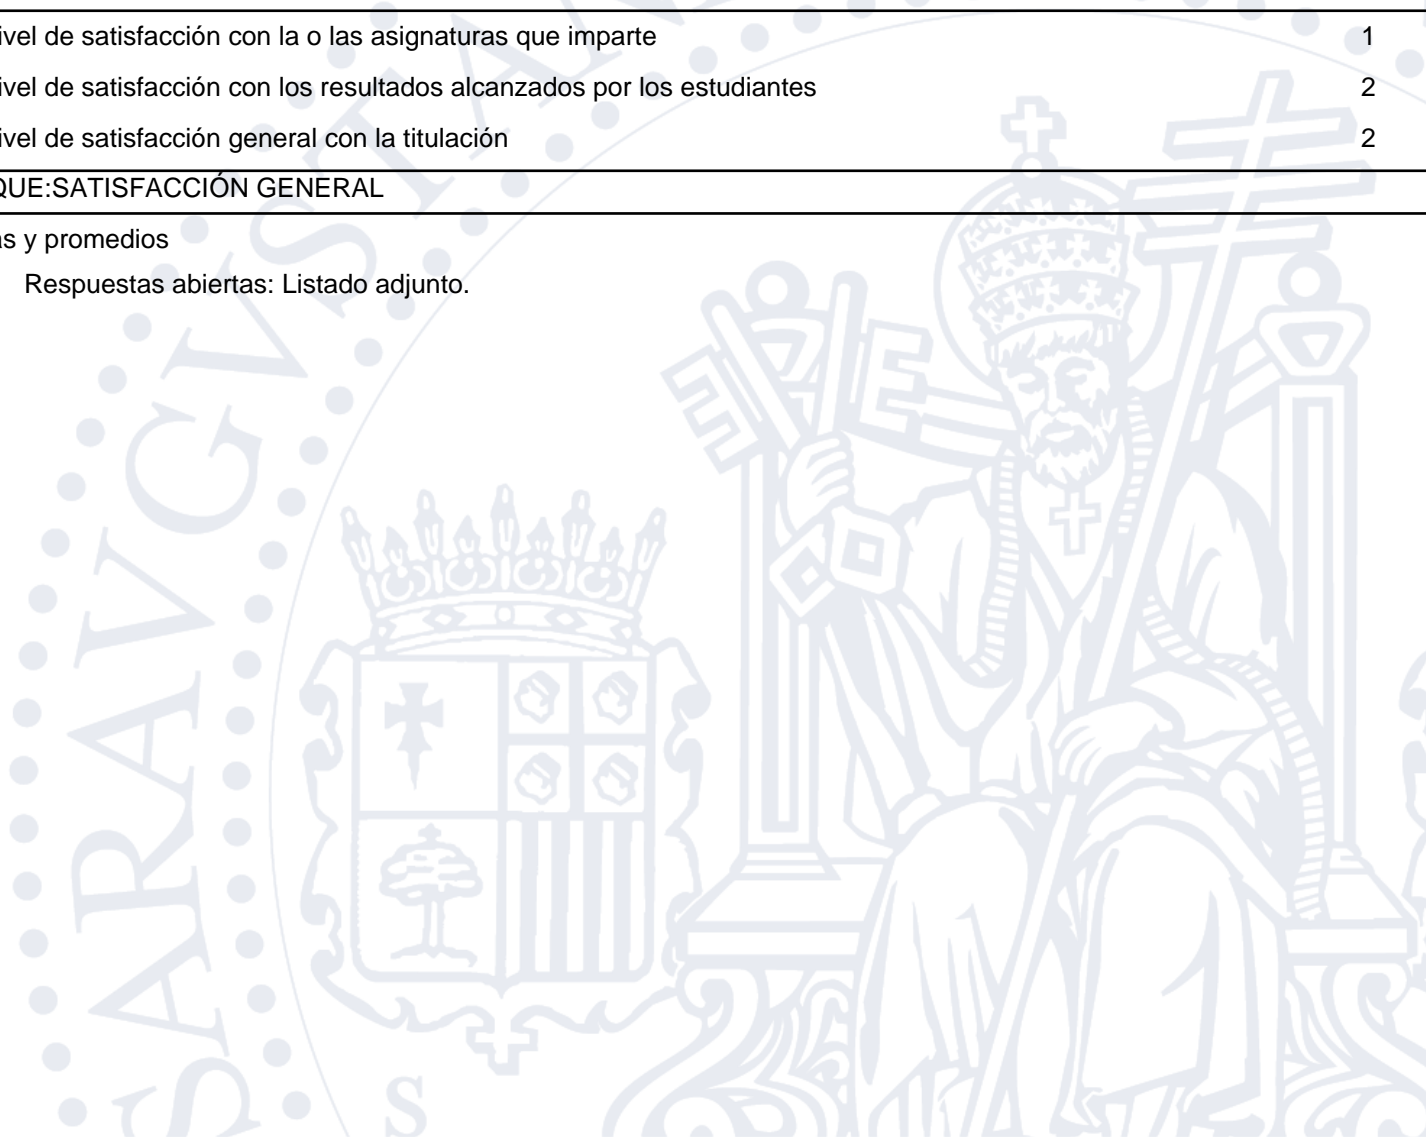 ivel de satisfacción con la o las asignaturas que imparte 1
ivel de satisfacción con los resultados alcanzados por los estudiantes 2
ivel de satisfacción general con la titulación 2
QUE:SATISFACCIÓN GENERAL
as y promedios
Respuestas abiertas: Listado adjunto.
SARAVGVSTAN
S